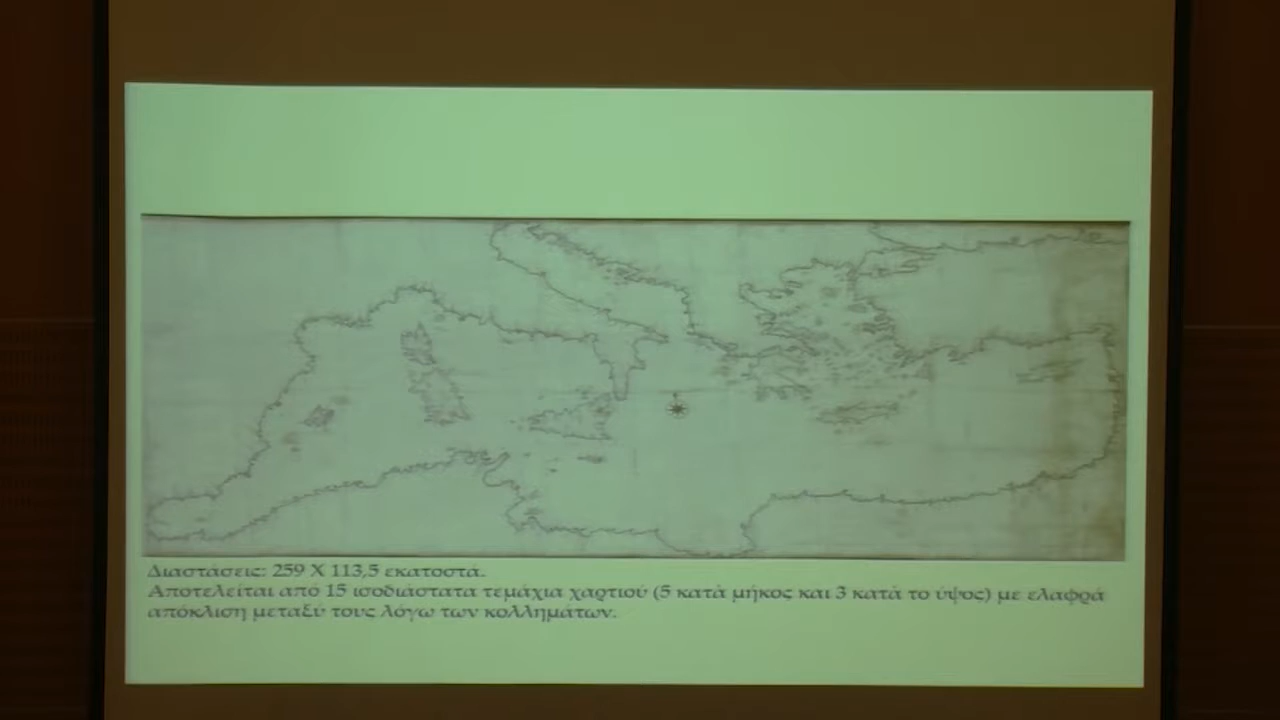 Διαστάσεις: 259 Χ 113,5 εκατοστά.
Αποτελείται από 15 ισοδιάστατα τεμάχια χαρτιού (5 κατά μήκος και 3 κατά το ύψος) με ελαφρά
απόκλιση μεταξύ τους λόγω των κολλημάτων.